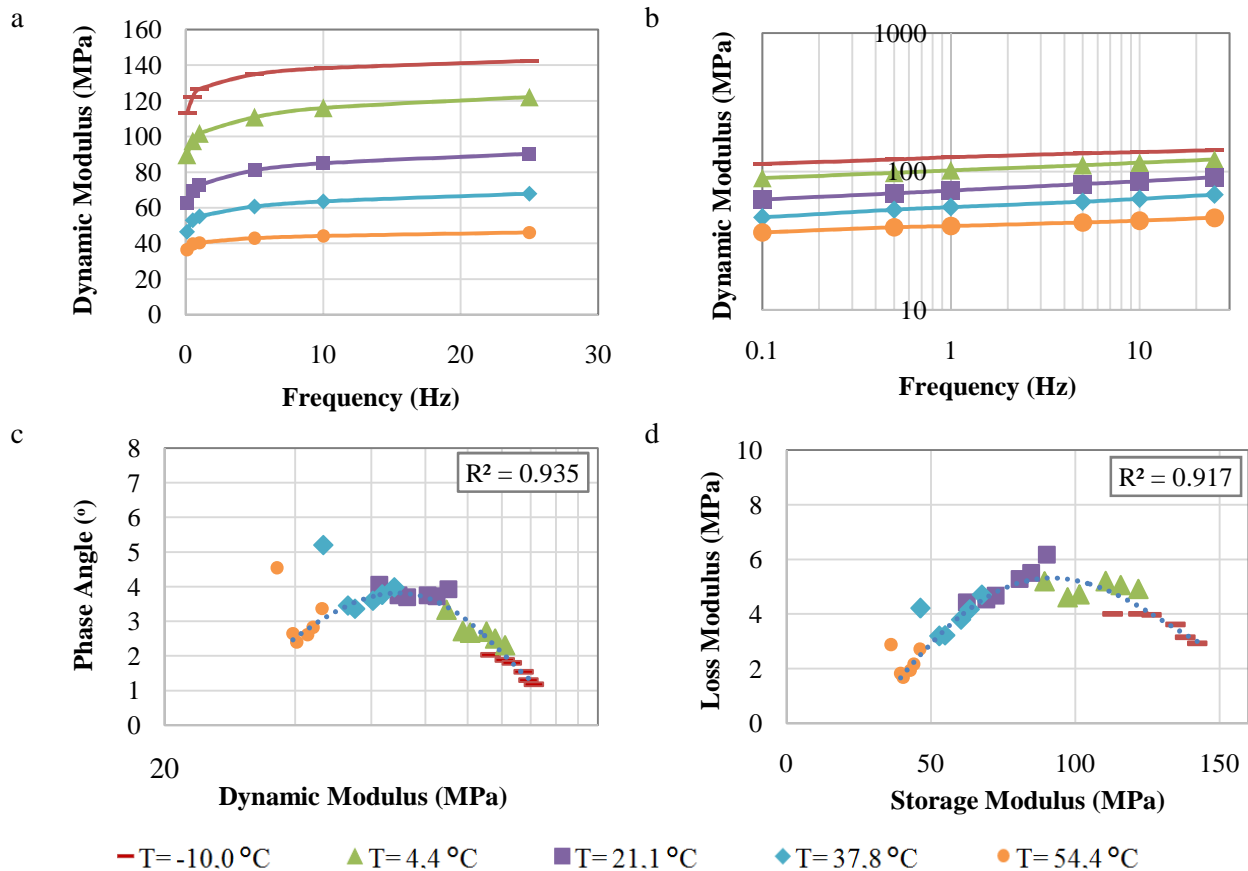 a
Dynamic Modulus (MPa)
160
140
120
100
80
60
40
20
0
0
10
20
30
Frequency (Hz)
b
Dynamic Modulus (MPa)
1000
100
10
0.1
1
10
Frequency (Hz)
c
Phase Angle (º)
8
7
6
5
4
3
2
1
0
R² = 0.935
20
Dynamic Modulus (MPa)
d
Loss Modulus (MPa)
10
8
6
4
2
0
R² = 0.917
0
50
100
150
Storage Modulus (MPa)
T= -10,0 °C
T= 4,4 °C
T= 21,1 °C
T= 37,8 °C
T= 54,4 °C